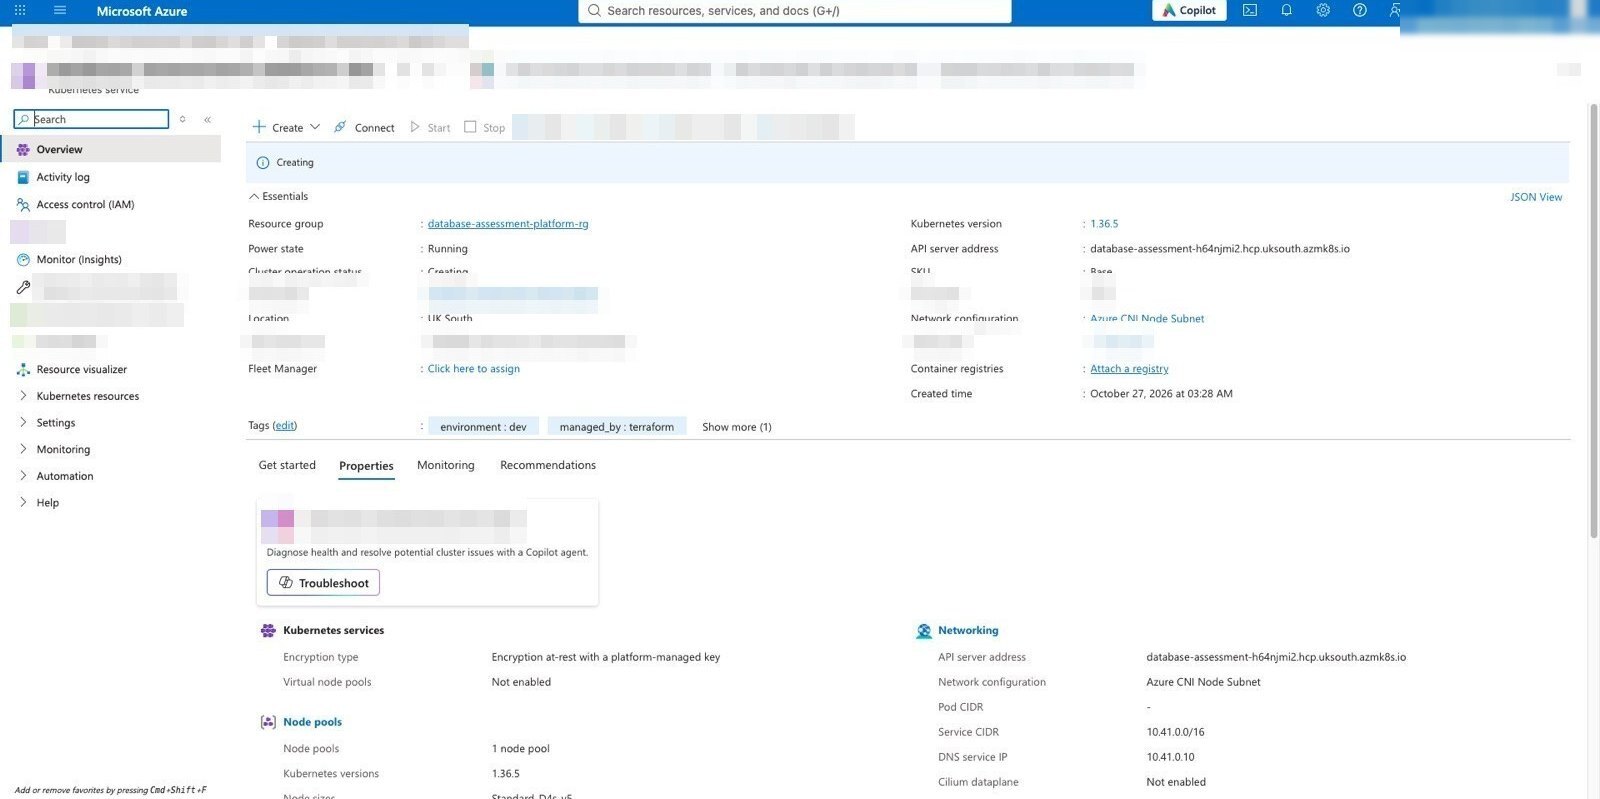 Microsoft Azure
Search resources, services, and docs (G+/)
Copilot
Kubernetes service
Search
Overview
Activity log
Access control (IAM)
Monitor (Insights)
Resource visualizer
Kubernetes resources
Settings
Monitoring
Automation
Help
Add or remove favorites by pressing Cmd+Shift+F
Create
Connect
Start
Stop
Creating
Essentials
JSON View
Resource group : database-assessment-platform-rg
Power state : Running
Cluster operation status : Creating
Location : UK South
Fleet Manager : Click here to assign
Kubernetes version : 1.36.5
API server address : database-assessment-h64njmi2.hcp.uksouth.azmk8s.io
SKU : Base
Network configuration : Azure CNI Node Subnet
Container registries : Attach a registry
Created time : October 27, 2026 at 03:28 AM
Tags (edit) : environment : dev managed_by : terraform Show more (1)
Get started Properties Monitoring Recommendations
Diagnose health and resolve potential cluster issues with a Copilot agent.
Troubleshoot
Kubernetes services
Encryption type Encryption at-rest with a platform-managed key
Virtual node pools Not enabled
Node pools
Node pools 1 node pool
Kubernetes versions 1.36.5
Node sizes Standard_D4s_v5
Networking
API server address database-assessment-h64njmi2.hcp.uksouth.azmk8s.io
Network configuration Azure CNI Node Subnet
Pod CIDR -
Service CIDR 10.41.0.0/16
DNS service IP 10.41.0.10
Cilium dataplane Not enabled